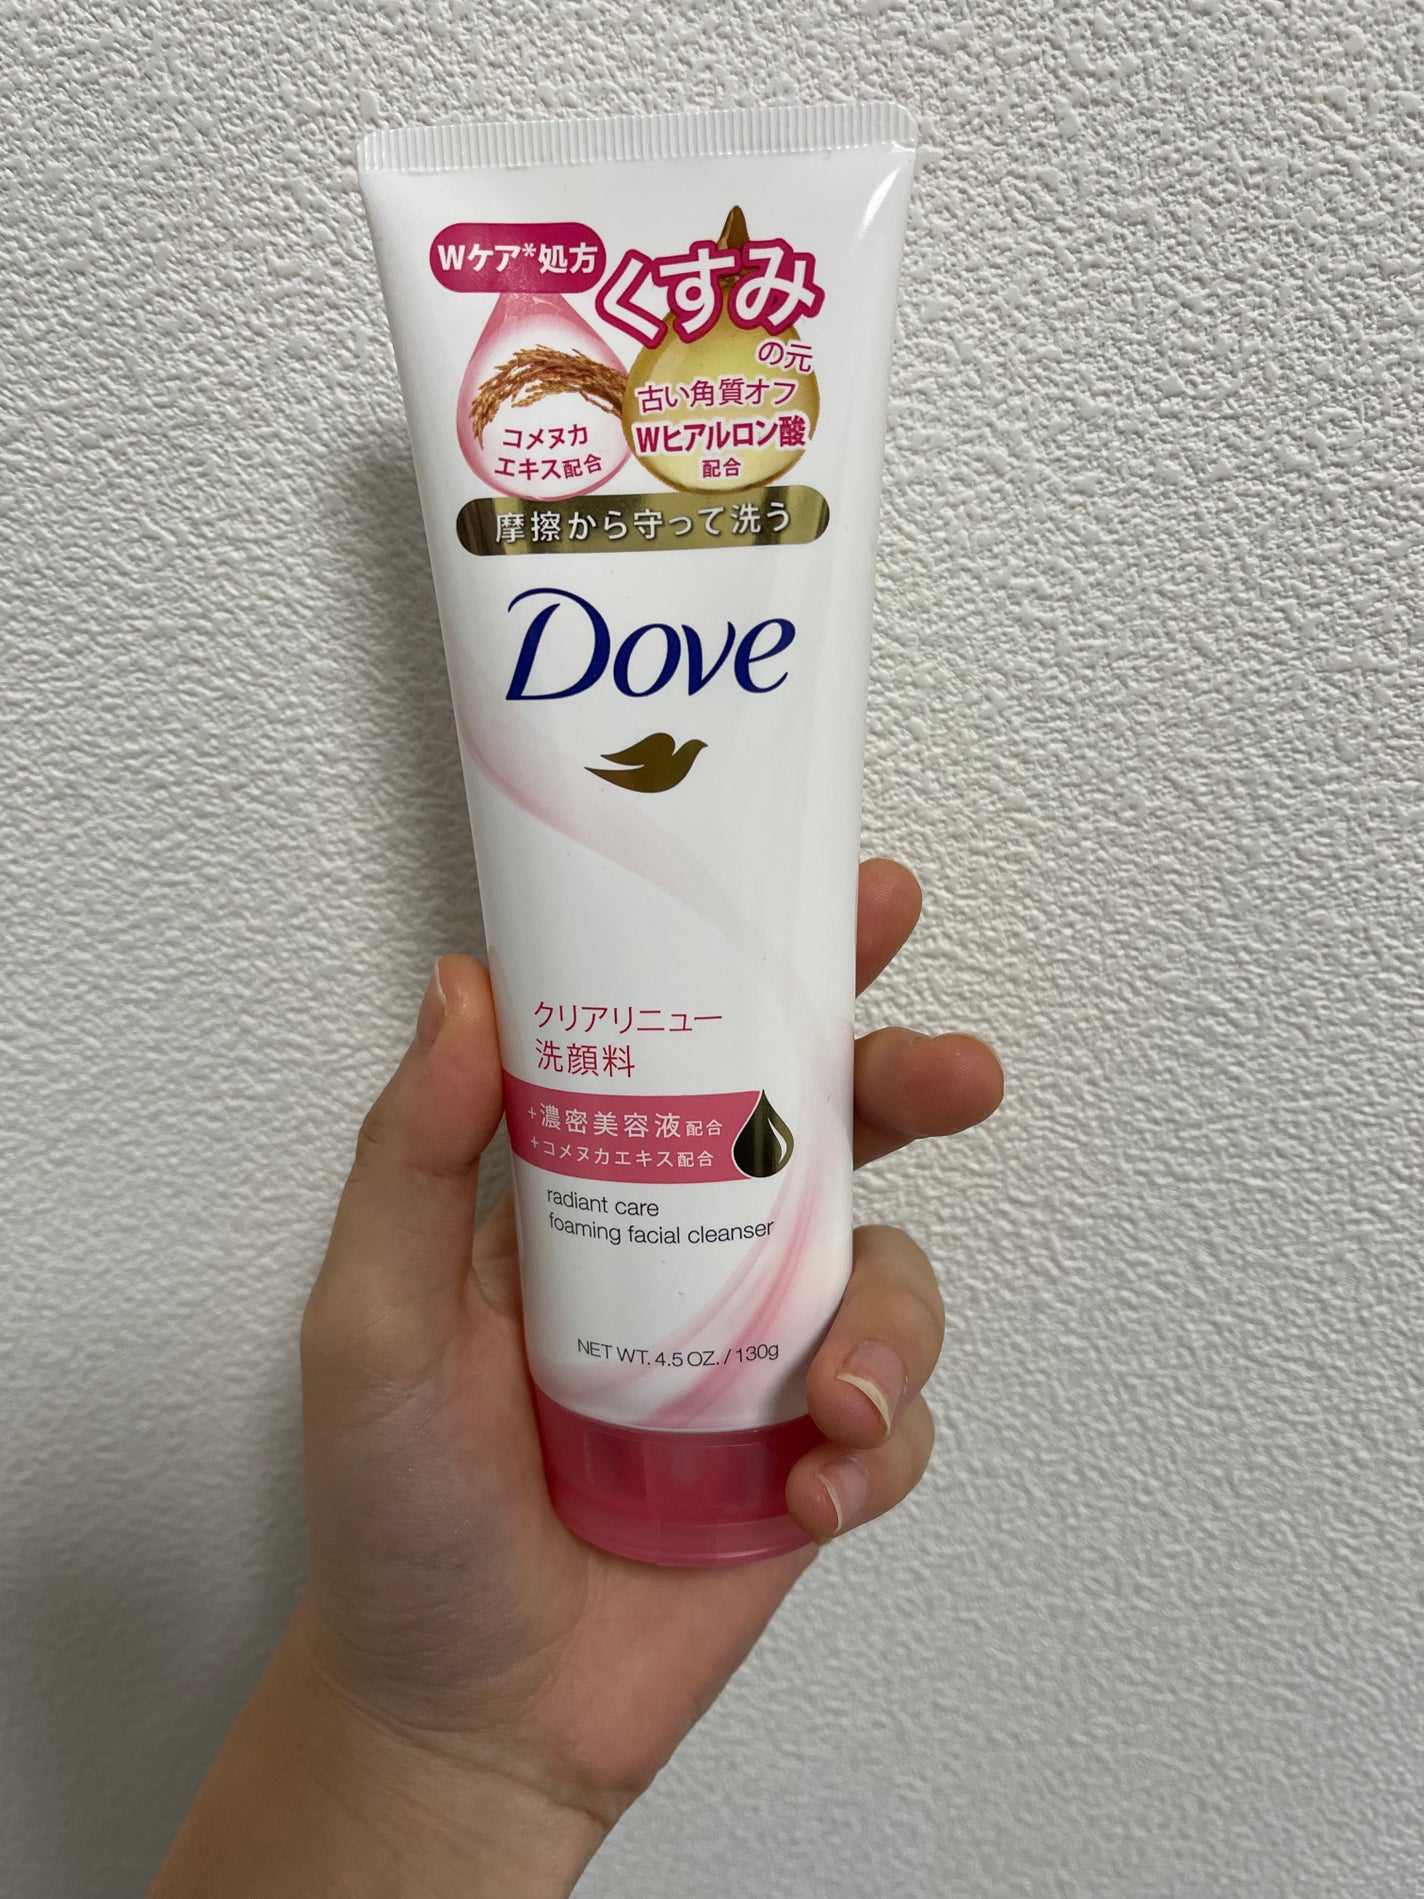 Wケア*処方
くすみ
の元
古い角質オフ
Wヒアルロン酸
配合
コメヌカ
エキス配合
摩擦から守って洗う
Dove
クリアリニュー
洗顔料
+濃密美容液配合
+コメヌカエキス配合
radiant care
foaming facial cleanser
NET WT. 4.5 OZ. / 130g